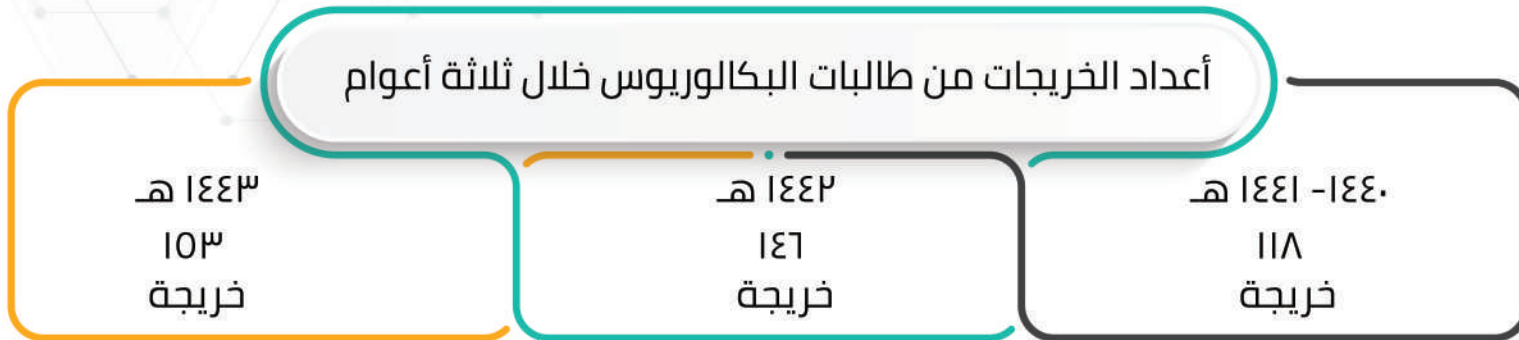 أعداد الخريجات من طالبات البكالوريوس خلال ثلاثة أعوام
١٤٤٠- ١٤٤١ هـ
١١٨
خريجة
١٤٤٢ هـ
١٤٦
خريجة
١٤٤٣ هـ
١٥٣
خريجة